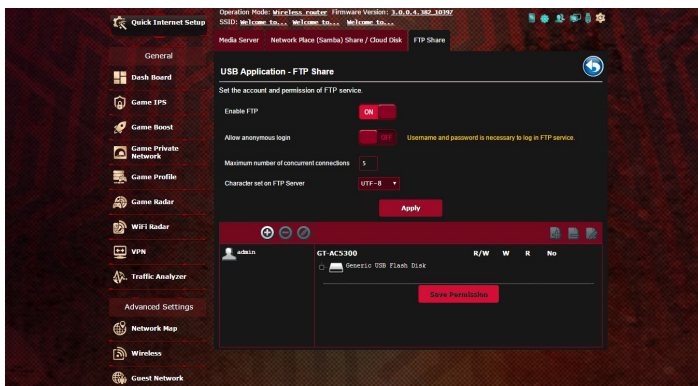 Quick Internet Setup
Operation Mode: Wireless router Firmware Version: 3.0.0.4.382_10397
SSID: Welcome to... Welcome to... Welcome to...
Media Server Network Place (Samba) Share / Cloud Disk FTP Share
General
Dash Board
Game IPS
Game Boost
Game Private
Network
Game Profile
Game Radar
WiFi Radar
VPN
Traffic Analyzer
Advanced Settings
Network Map
Wireless
Guest Network
USB Application - FTP Share
Set the account and permission of FTP service.
Enable FTP ON
Allow anonymous login OFF Username and password is necessary to log in FTP service.
Maximum number of concurrent connections 5
Character set on FTP Server UTF-8
Apply
admin
GT-AC5300 R/W W R No
Generic USB Flash Disk
Save Permission